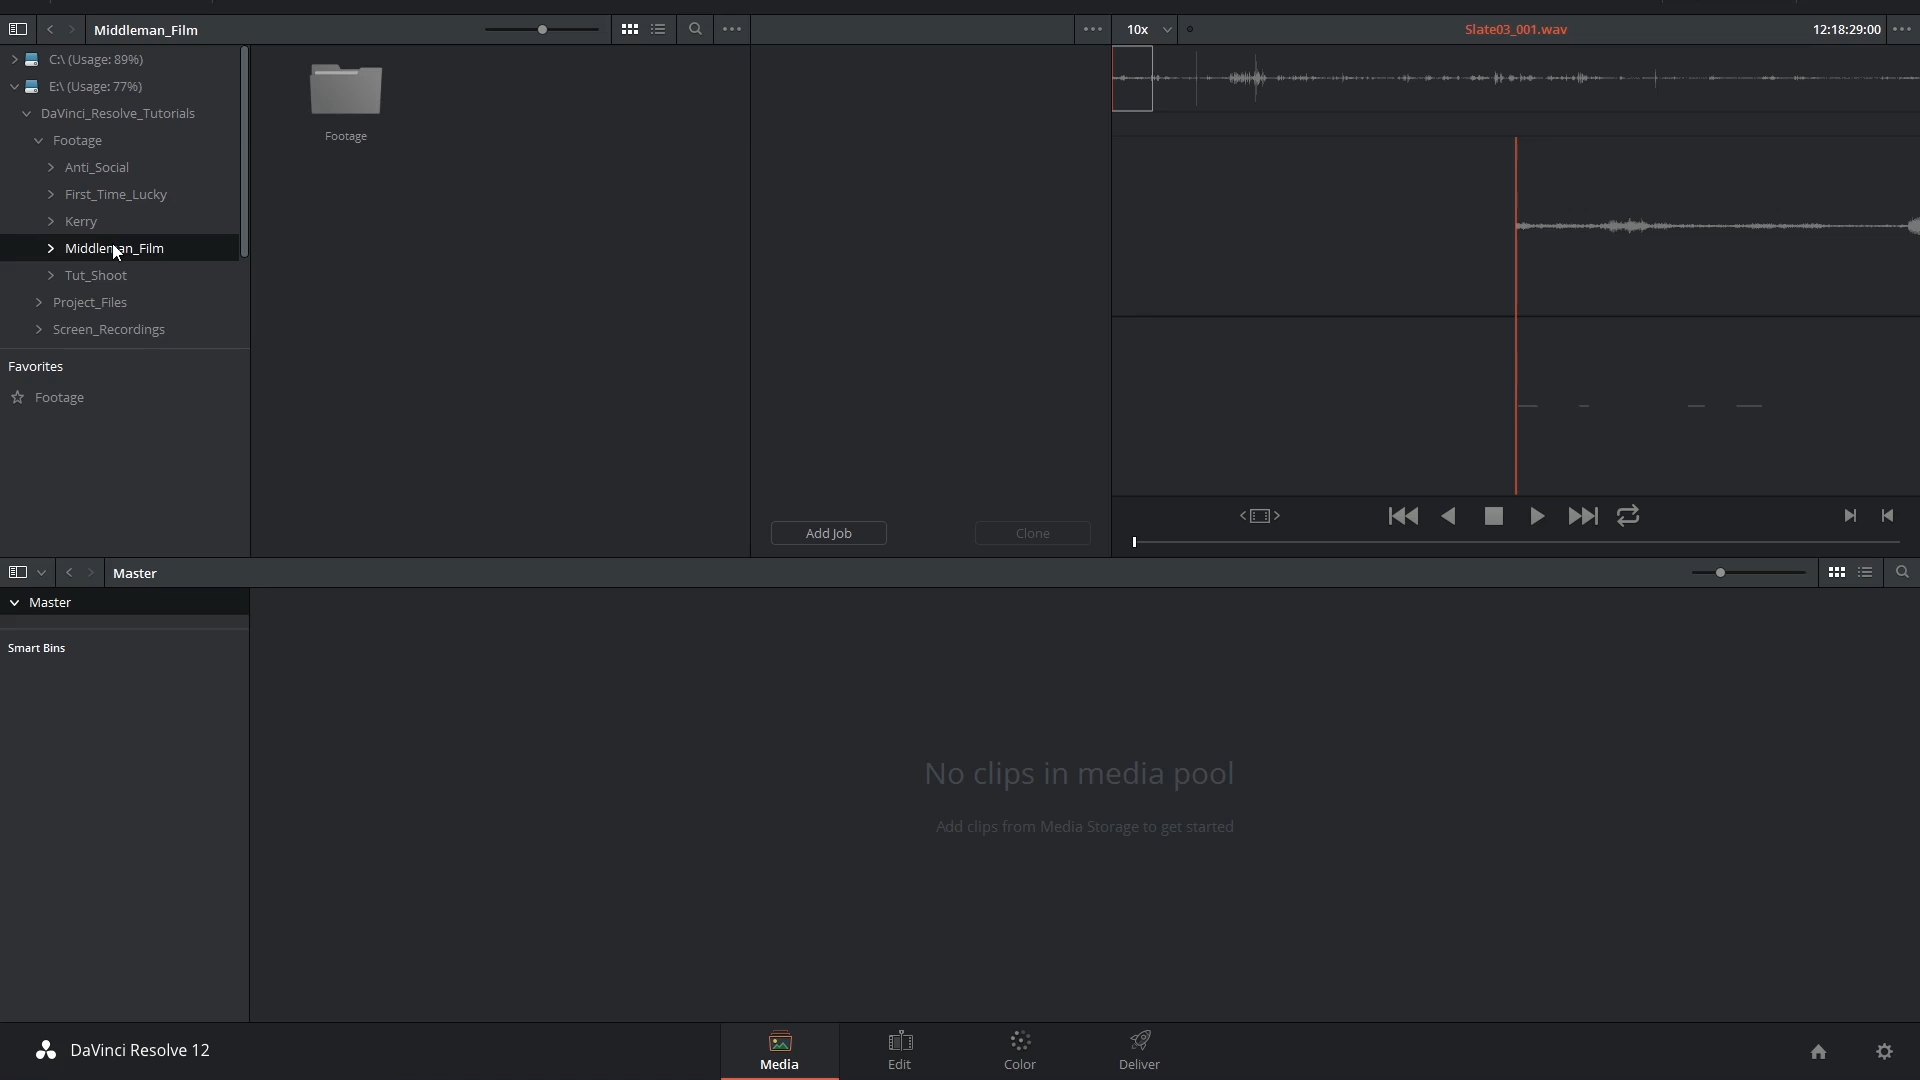 Middleman_Film
10x
Slate03_001.wav
12:18:29:00
C:\ (Usage: 89%)
E:\ (Usage: 77%)
DaVinci_Resolve_Tutorials
Footage
Anti_Social
First_Time_Lucky
Kerry
Middleman_Film
Tut_Shoot
Project_Files
Screen_Recordings
Favorites
Footage
Footage
Add Job
Clone
Master
Master
Smart Bins
No clips in media pool
Add clips from Media Storage to get started
DaVinci Resolve 12
Media
Edit
Color
Deliver